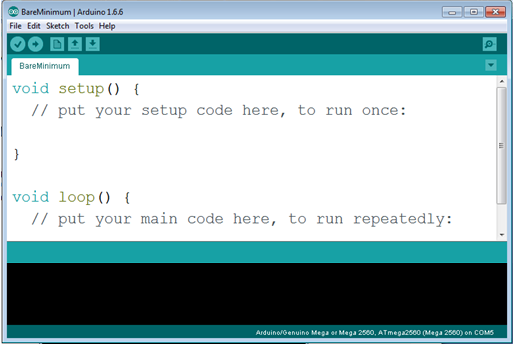 BareMinimum | Arduino 1.6.6
File Edit Sketch Tools Help
BareMinimum
void setup() {
// put your setup code here, to run once:
}
void loop() {
// put your main code here, to run repeatedly:
Arduino/Genuino Mega or Mega 2560, ATmega2560 (Mega 2560) on COM5